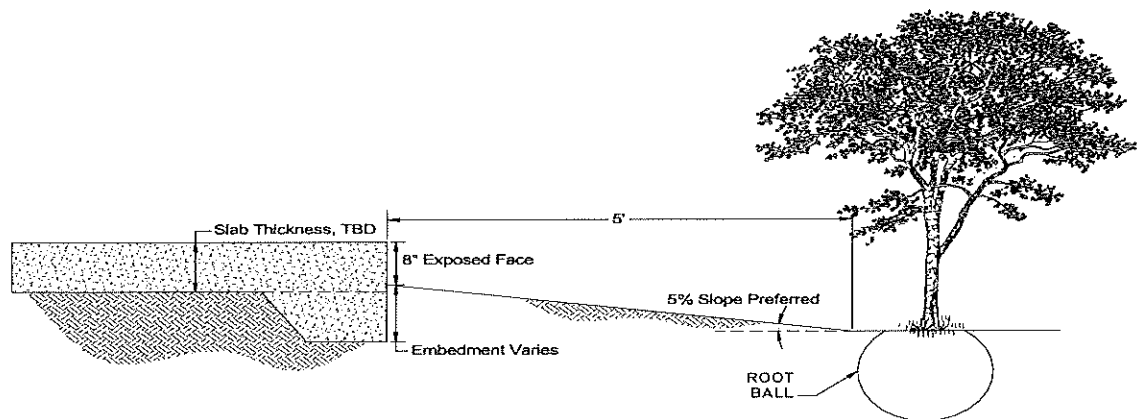 5'
Slab Thickness, TBD
8" Exposed Face
5% Slope Preferred
Embedment Varies
ROOT
BALL